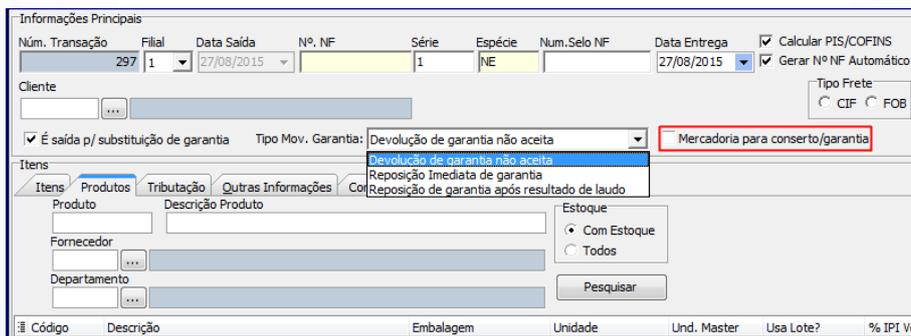 Informações Principais
Núm. Transação Filial Data Saída Nº. NF Série Espécie Num.Selo NF Data Entrega Calcular PIS/COFINS
297 1 27/08/2015 1 NE 27/08/2015 Gerar Nº NF Automático
Cliente Tipo Frete
... CIF FOB
É saída p/ substituição de garantia Tipo Mov. Garantia: Devolução de garantia não aceita Mercadoria para conserto/garantia
Devolução de garantia não aceita
Reposição Imediata de garantia
Reposição de garantia após resultado de laudo
Itens
Itens Produtos Tributação Outras Informações
Produto Descrição Produto Estoque
Com Estoque
Fornecedor Todos
...
Departamento
... Pesquisar
Código Descrição Embalagem Unidade Und. Master Usa Lote? % IPI